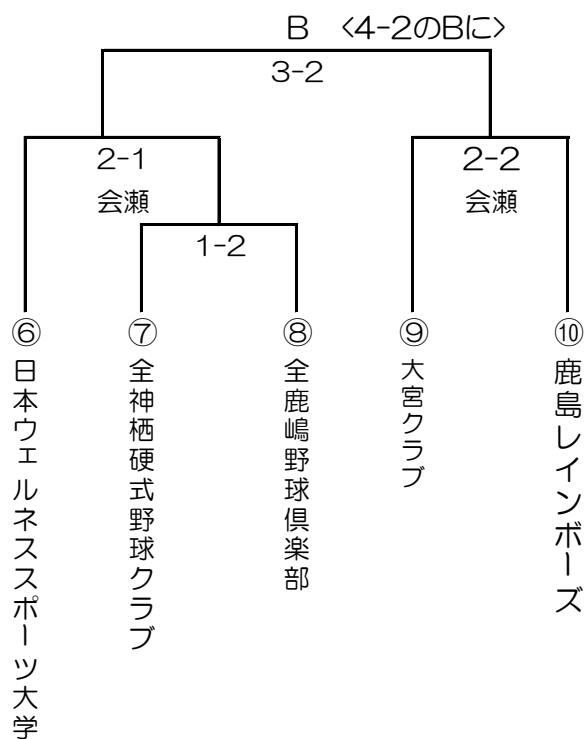 B <4-2のBに>
3-2
2-1
会瀬
2-2
会瀬
1-2
⑥日本ウェルネススポーツ大学
⑦全神栖硬式野球クラブ
⑧全鹿嶋野球倶楽部
⑨大宮クラブ
⑩鹿島レインボーズ